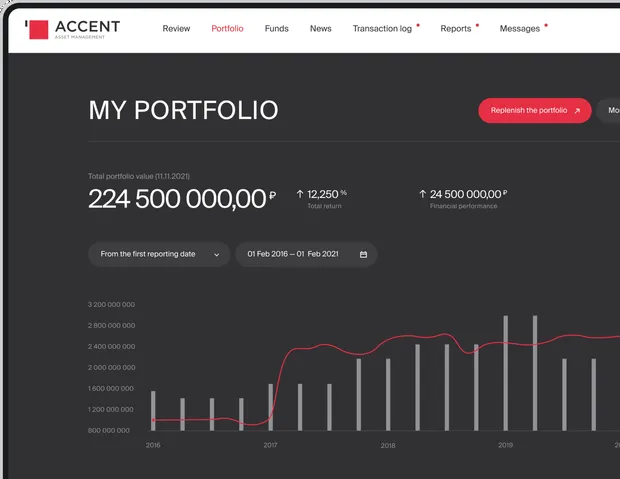 ACCENT
ASSET MANAGEMENT
Review Portfolio Funds News Transaction log Reports Messages
MY PORTFOLIO
Replenish the portfolio
Total portfolio value (11.11.2021)
224 500 000,00 ₽
12,250 %
Total return
24 500 000,00 ₽
Financial performance
From the first reporting date
01 Feb 2016 — 01 Feb 2021
3 200 000 000
2 800 000 000
2 400 000 000
2 000 000 000
1 600 000 000
1 200 000 000
800 000 000
2016 2017 2018 2019